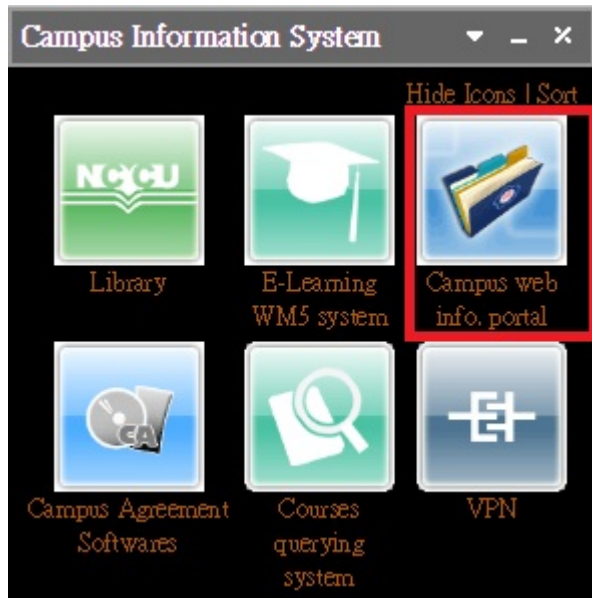 Campus Information System
Hide Icons | Sort
NCCU
Library
E-Learning
WM5 system
Campus web
info. portal
CA
Campus Agreement
Softwares
Courses
querying
system
VPN